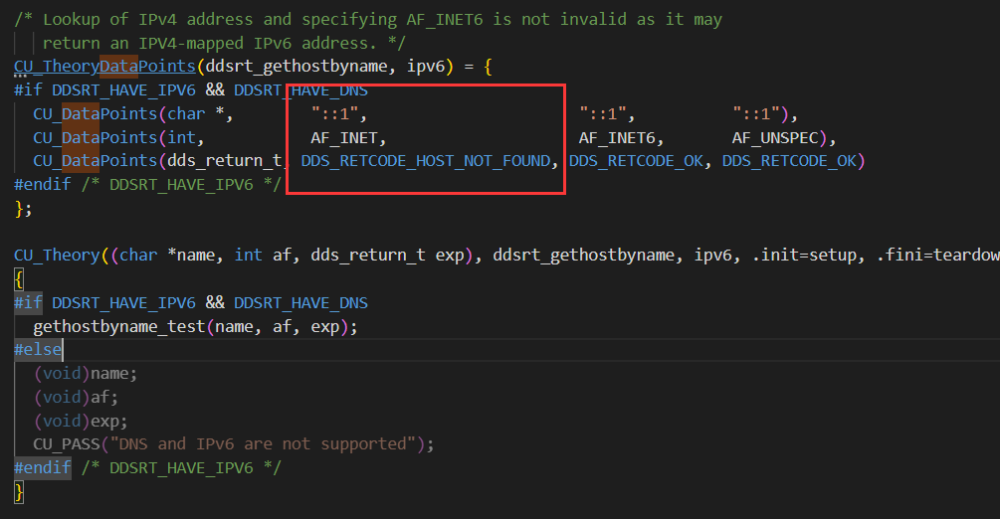 /* Lookup of IPv4 address and specifying AF_INET6 is not invalid as it may
return an IPV4-mapped IPv6 address. */
CU_TheoryDataPoints(ddsrt_gethostbyname, ipv6) = {
#if DDSRT_HAVE_IPV6 && DDSRT_HAVE_DNS
CU_DataPoints(char *, "::1", "::1", "::1"),
CU_DataPoints(int, AF_INET, AF_INET6, AF_UNSPEC),
CU_DataPoints(dds_return_t, DDS_RETCODE_HOST_NOT_FOUND, DDS_RETCODE_OK, DDS_RETCODE_OK)
#endif /* DDSRT_HAVE_IPV6 */
};
CU_Theory((char *name, int af, dds_return_t exp), ddsrt_gethostbyname, ipv6, .init=setup, .fini=teardow
{
#if DDSRT_HAVE_IPV6 && DDSRT_HAVE_DNS
gethostbyname_test(name, af, exp);
#else
(void)name;
(void)af;
(void)exp;
CU_PASS("DNS and IPv6 are not supported");
#endif /* DDSRT_HAVE_IPV6 */
}